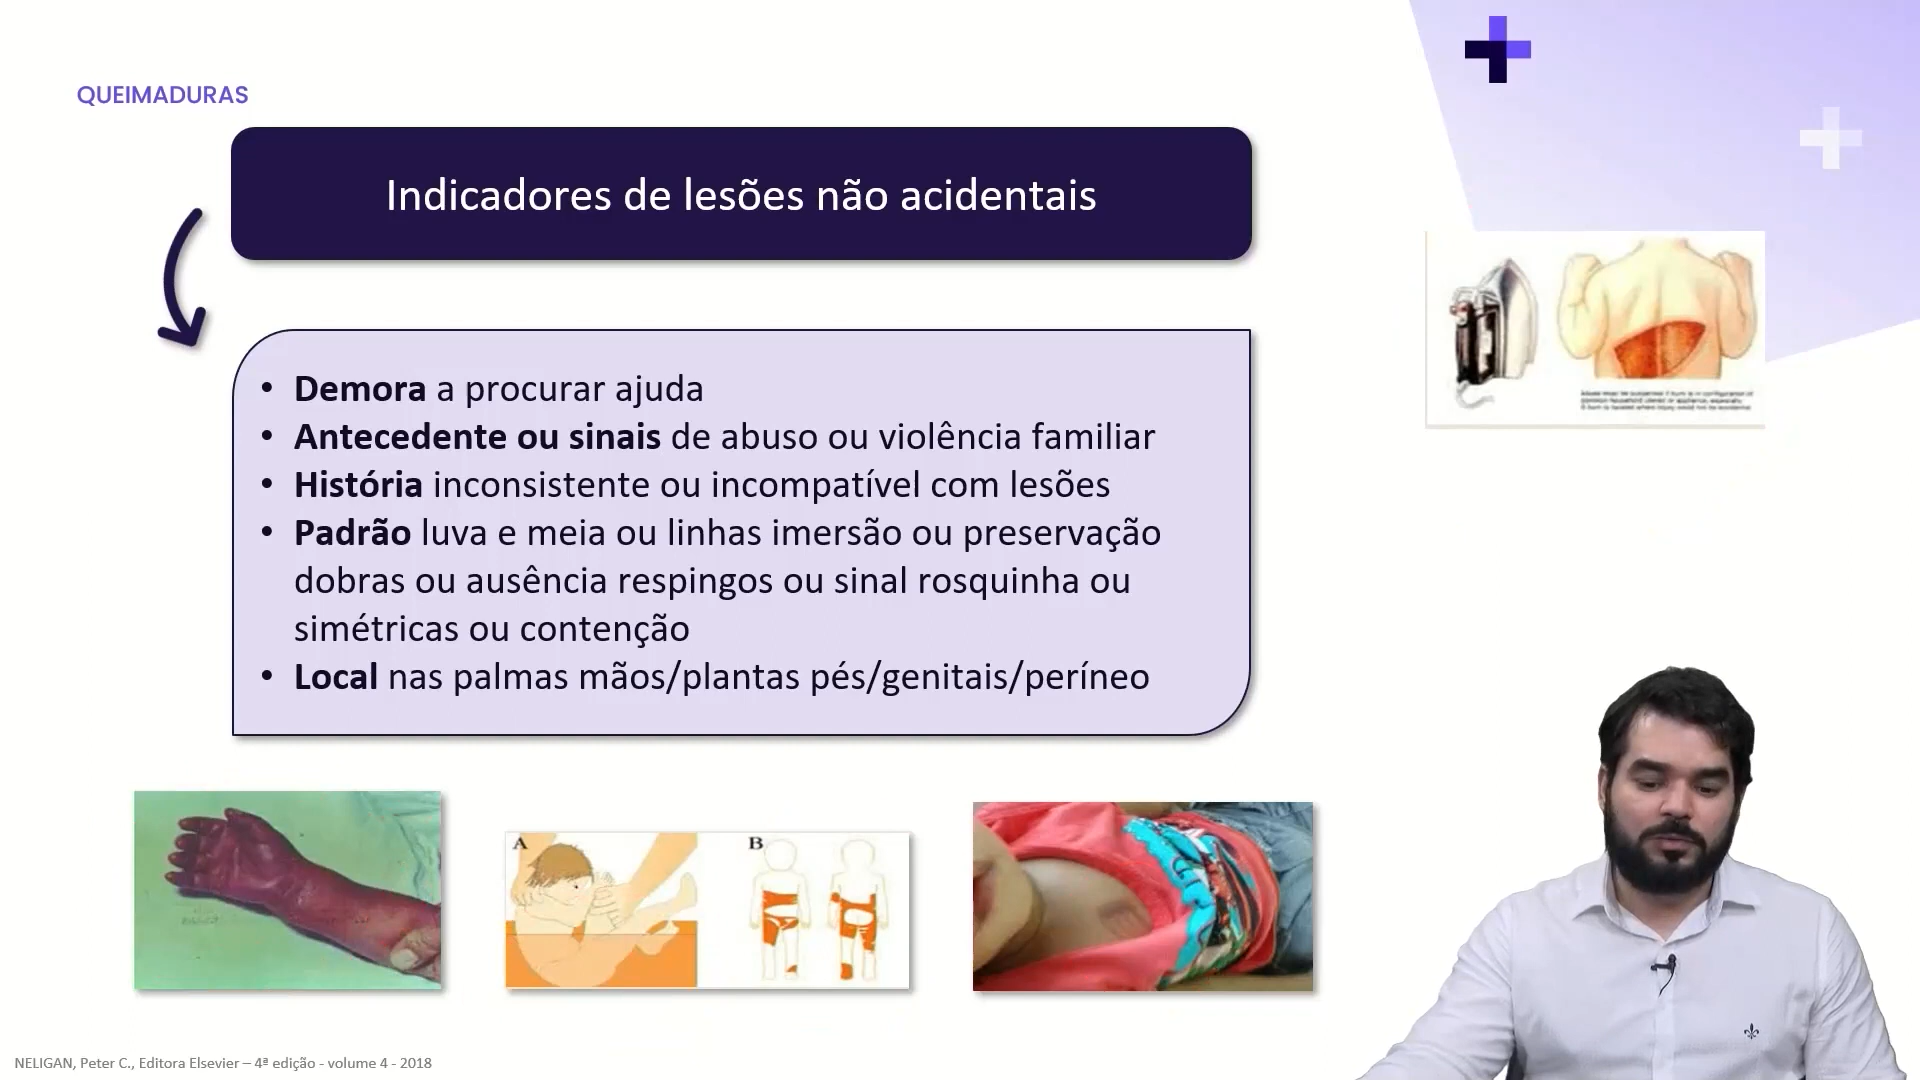 QUEIMADURAS
Indicadores de lesões não acidentais
• Demora a procurar ajuda
• Antecedente ou sinais de abuso ou violência familiar
• História inconsistente ou incompatível com lesões
• Padrão luva e meia ou linhas imersão ou preservação
dobras ou ausência respingos ou sinal rosquinha ou
simétricas ou contenção
• Local nas palmas mãos/plantas pés/genitais/períneo
A
B
NELIGAN, Peter C., Editora Elsevier – 4ª edição - volume 4 - 2018